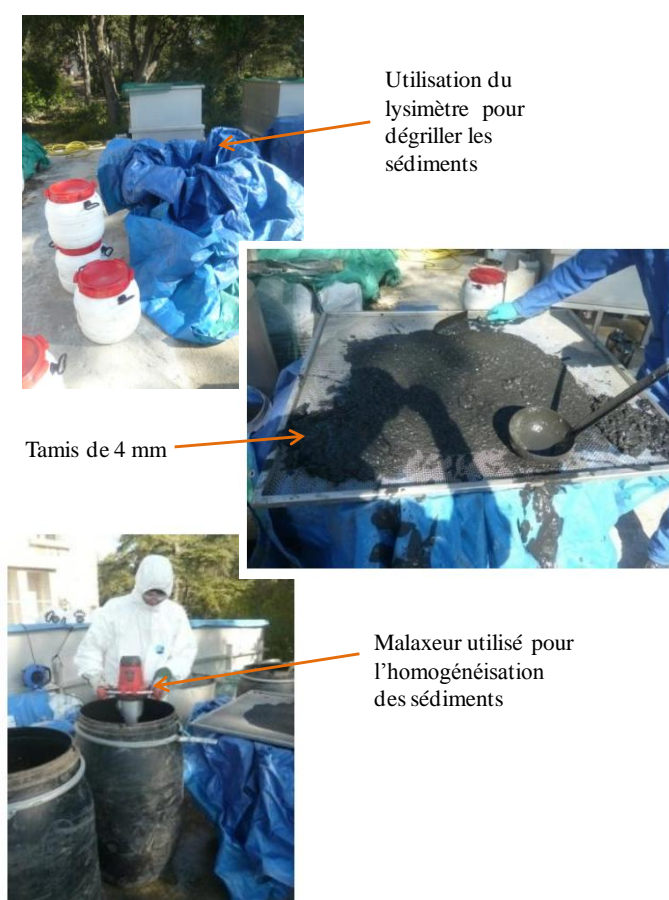 Utilisation du
lysimètre pour
dégriller les
sédiments
Tamis de 4 mm
Malaxeur utilisé pour
l'homogénéisation
des sédiments